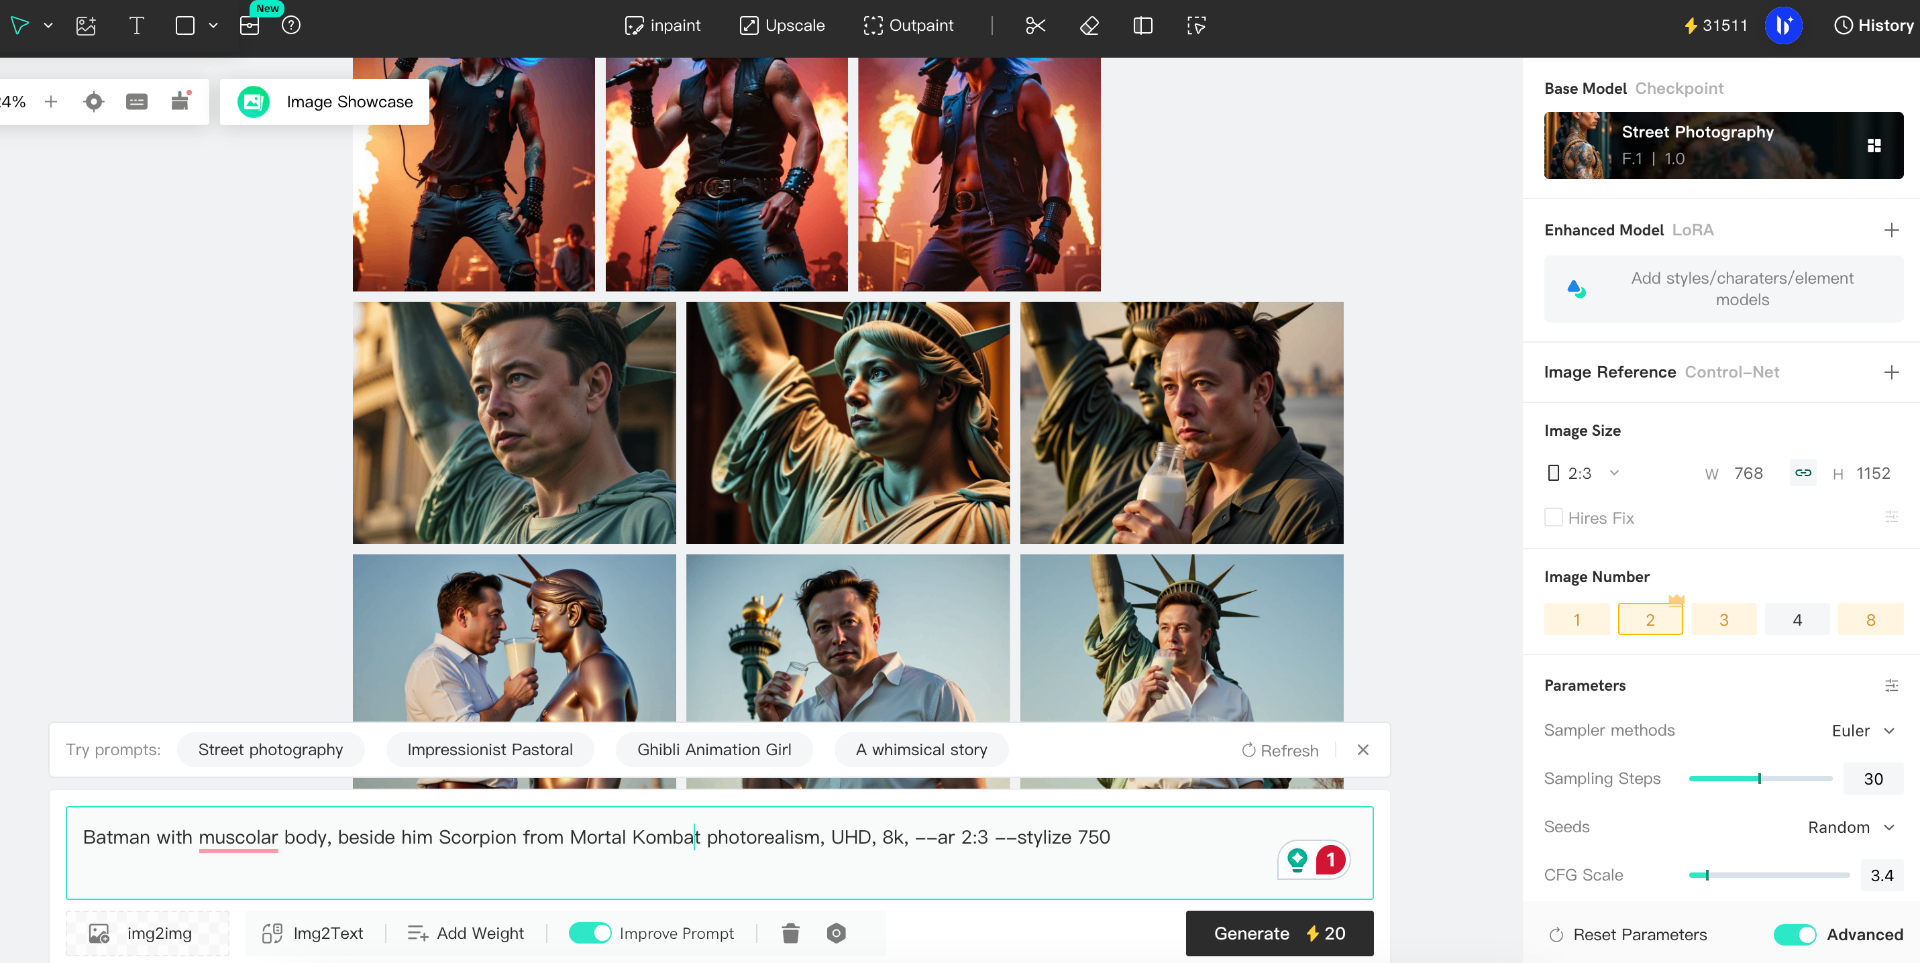 New
inpaint
Upscale
Outpaint
31511
History
4%
Image Showcase
Base Model Checkpoint
Street Photography
F.1 | 1.0
Enhanced Model LoRA
Add styles/charaters/element
models
Image Reference Control-Net
Image Size
2:3
W 768
H 1152
Hires Fix
Image Number
1
2
3
4
8
Parameters
Sampler methods
Euler
Sampling Steps
30
Seeds
Random
CFG Scale
3.4
Reset Parameters
Advanced
Try prompts:
Street photography
Impressionist Pastoral
Ghibli Animation Girl
A whimsical story
Refresh
Batman with muscolar body, beside him Scorpion from Mortal Kombat photorealism, UHD, 8k, --ar 2:3 --stylize 750
1
img2img
Img2Text
Add Weight
Improve Prompt
Generate
20